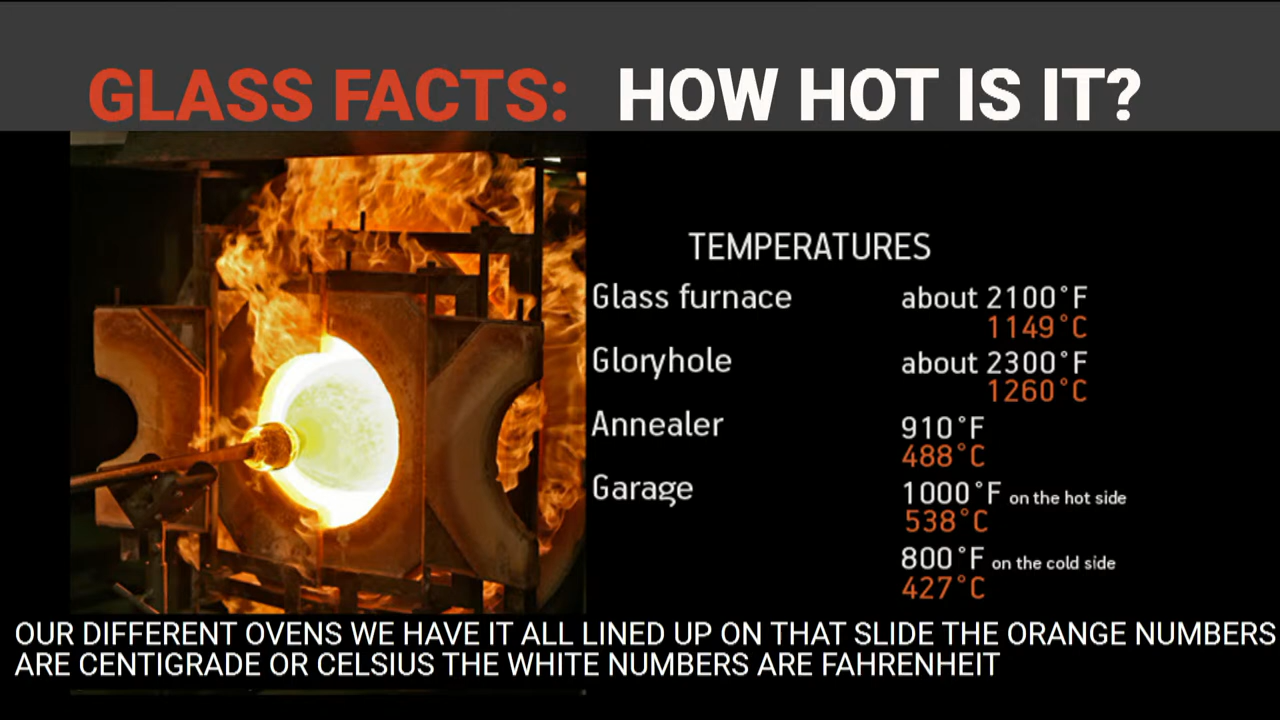 GLASS FACTS: HOW HOT IS IT?
TEMPERATURES
Glass furnace about 2100°F
1149°C
Gloryhole about 2300°F
1260°C
Annealer 910°F
488°C
Garage 1000°F on the hot side
538°C
800°F on the cold side
427°C
OUR DIFFERENT OVENS WE HAVE IT ALL LINED UP ON THAT SLIDE THE ORANGE NUMBERS
ARE CENTIGRADE OR CELSIUS THE WHITE NUMBERS ARE FAHRENHEIT